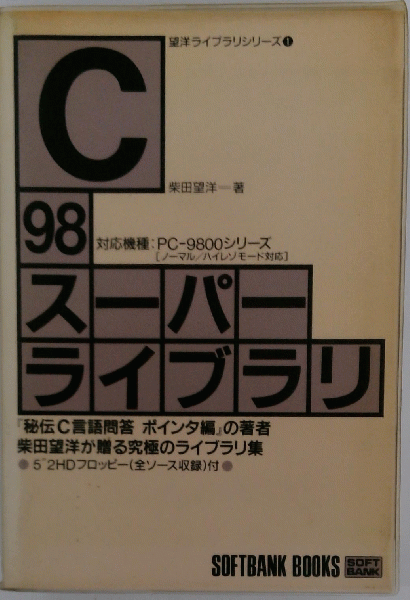 望洋ライブラリシリーズ❶
C
柴田望洋一著
98
対応機種:PC-9800シリーズ
[ノーマル/ハイレゾモード対応]
スーパー
ライブラリ
『秘伝C言語問答 ポインタ編』の著者
柴田望洋が贈る究極のライブラリ集
●5"2HDフロッピー(全ソース収録)付●
SOFTBANK BOOKS SOFT BANK